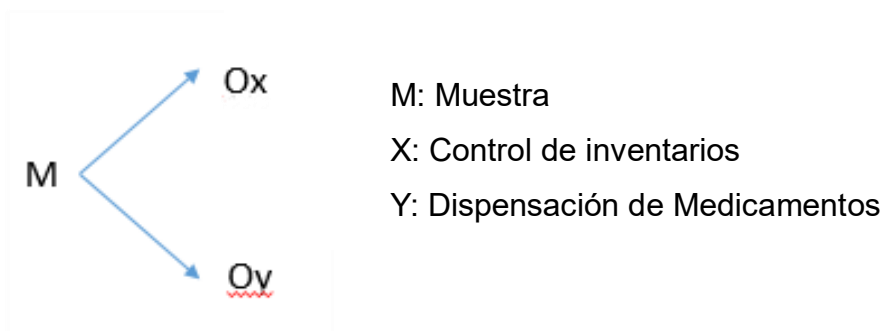 Ox
M: Muestra
X: Control de inventarios
M
Y: Dispensación de Medicamentos
Oy